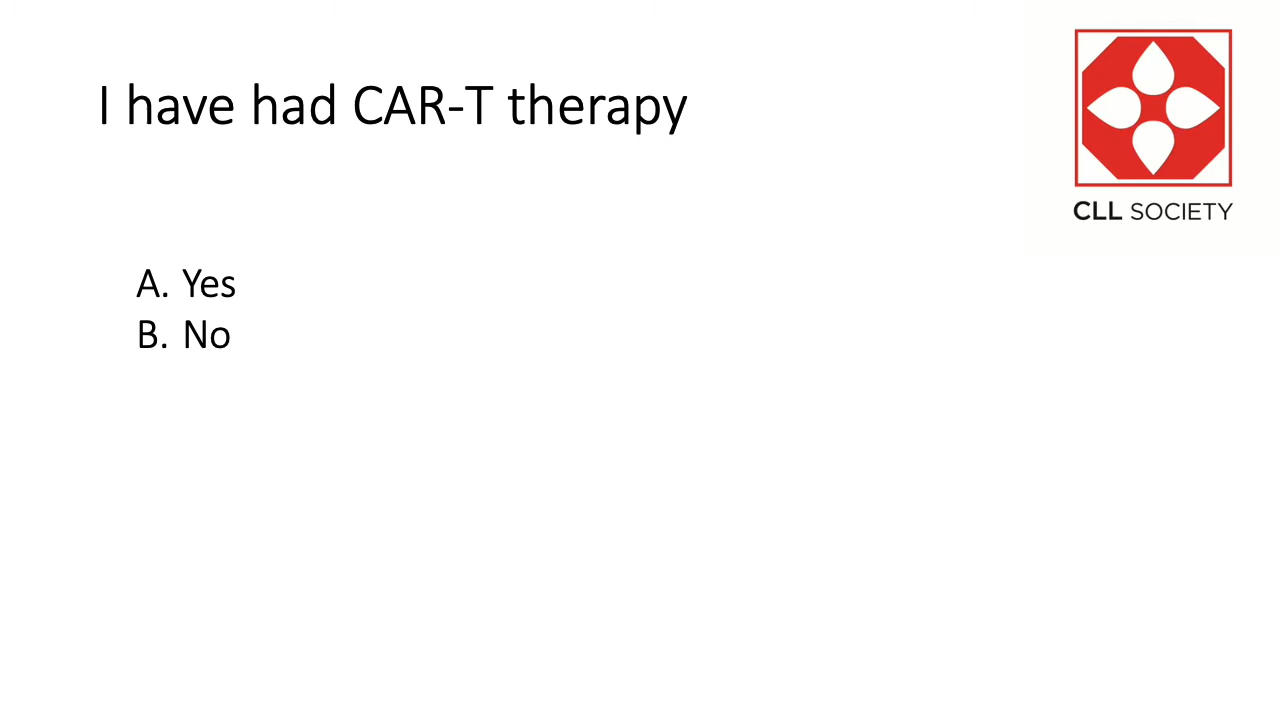 I have had CAR-T therapy
CLL SOCIETY
A. Yes
B. No